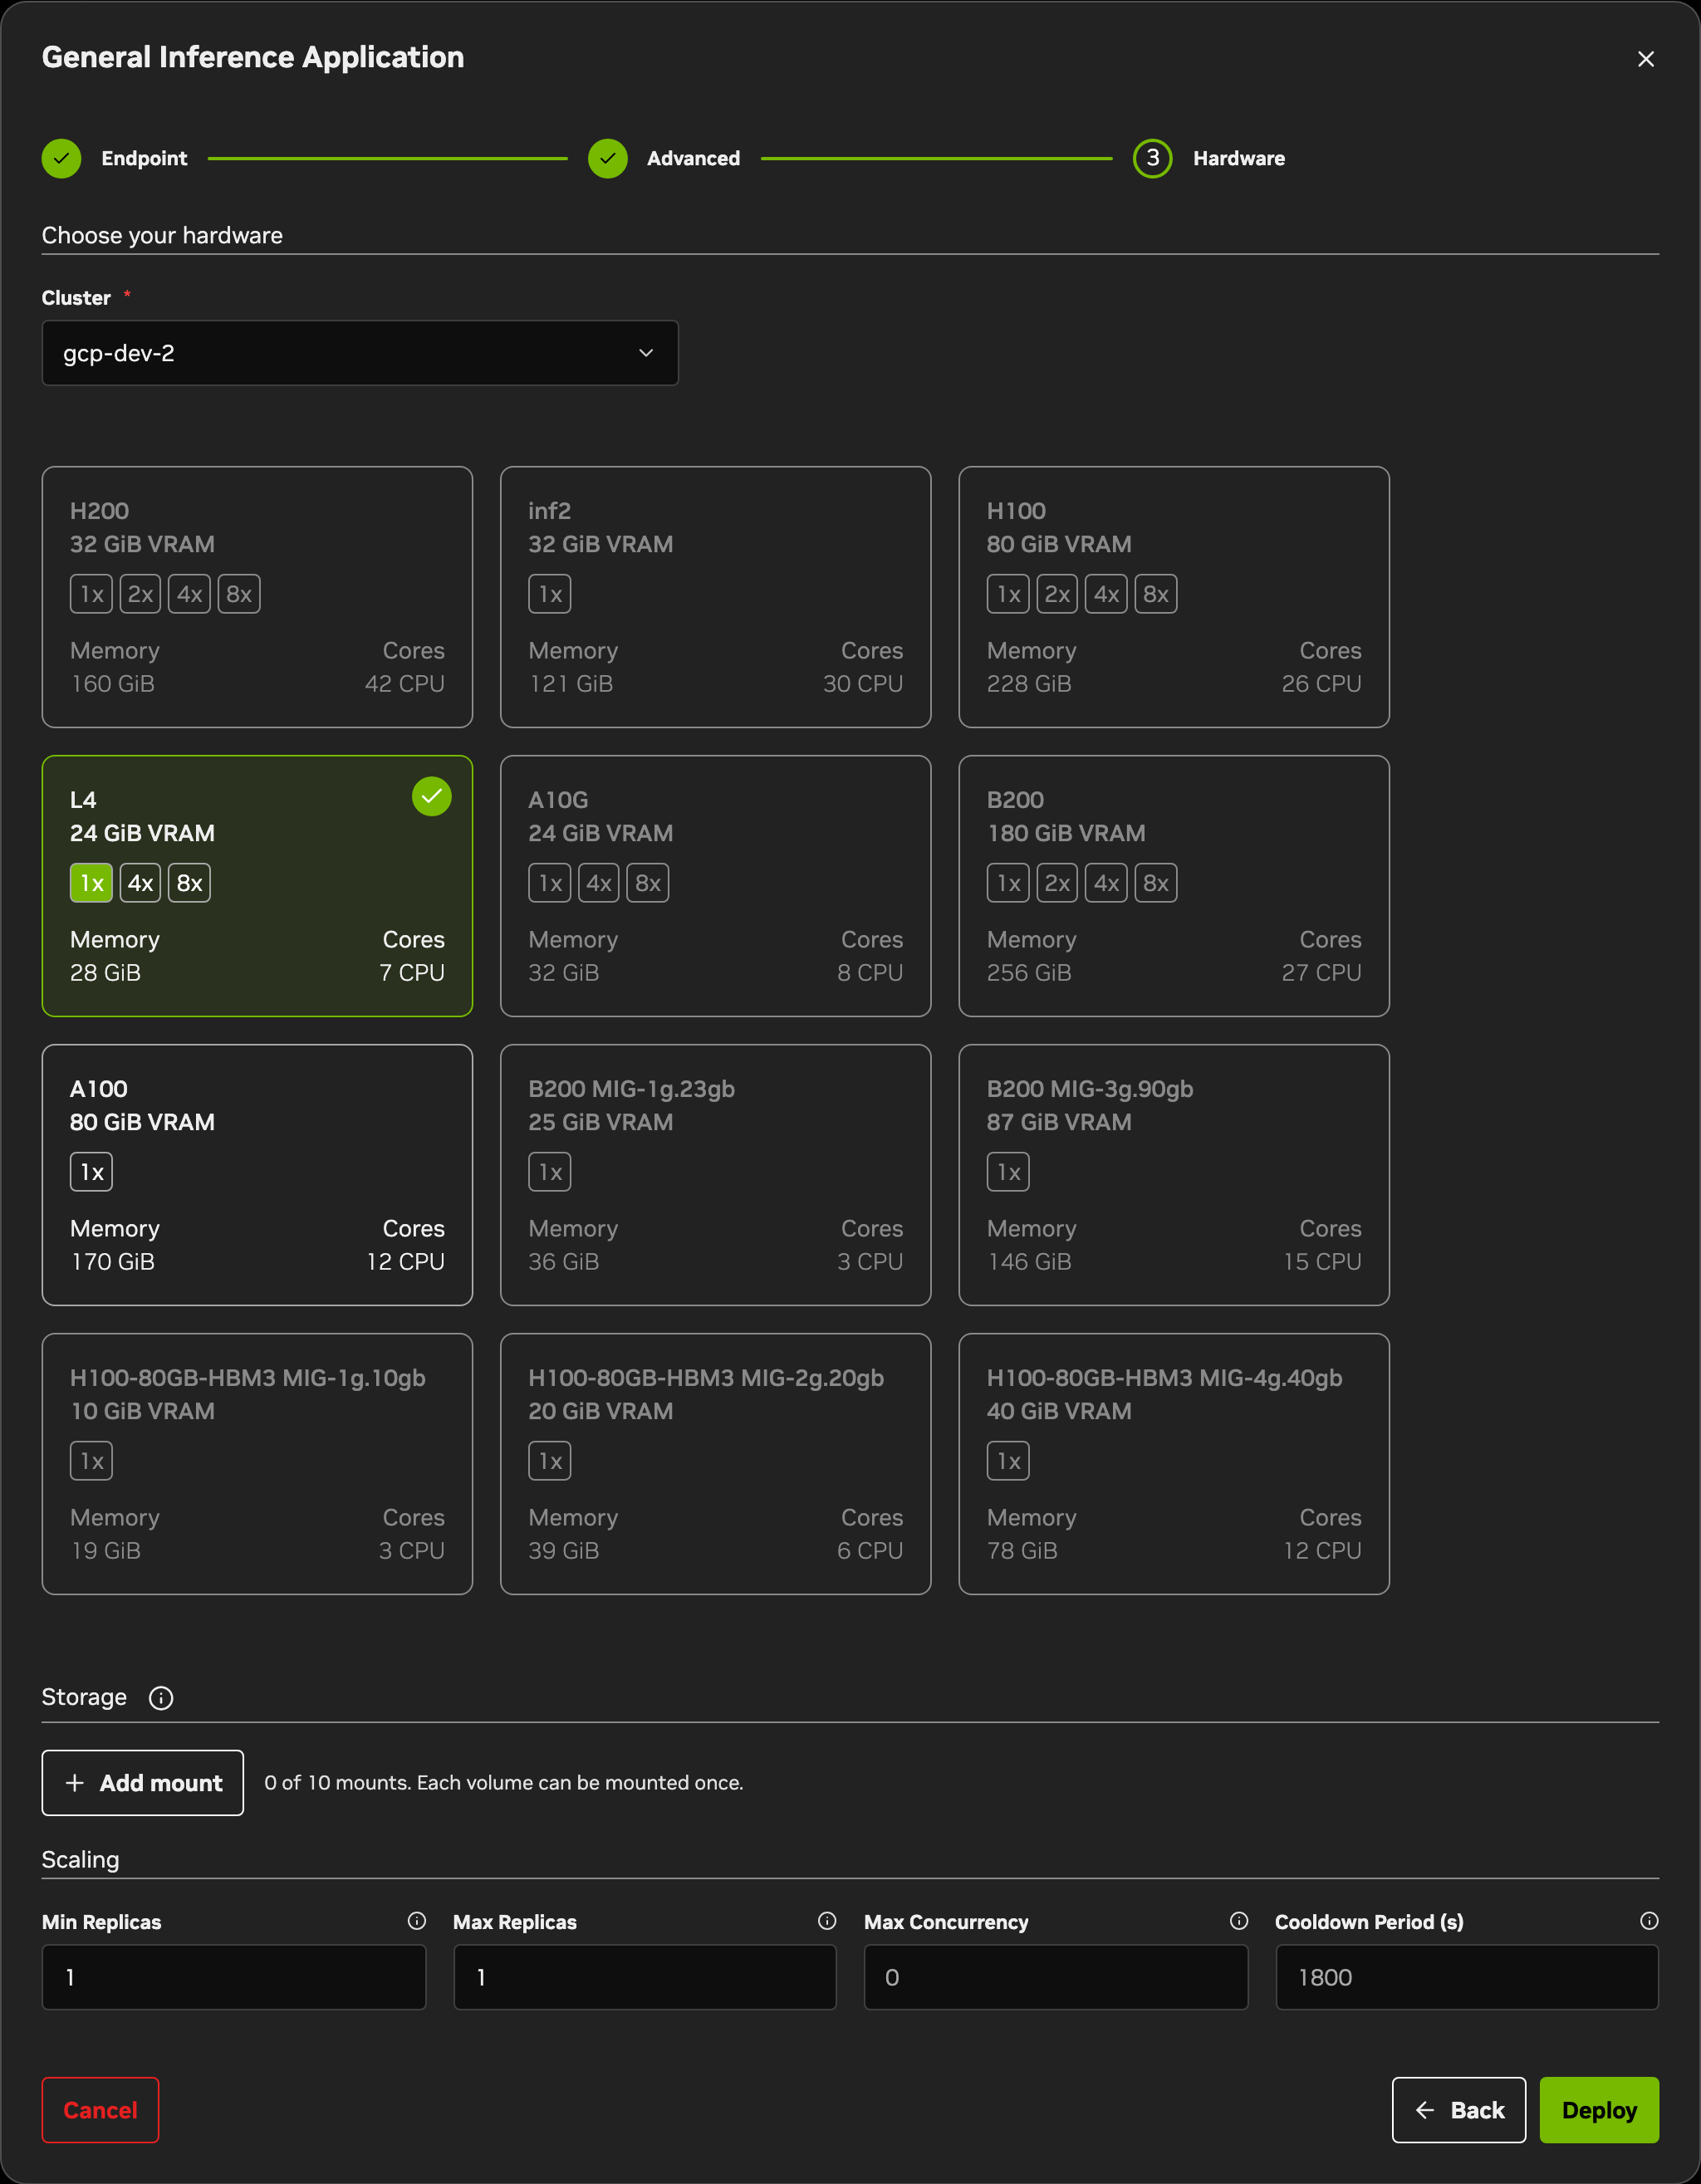 General Inference Application
Endpoint
Advanced
3 Hardware
Choose your hardware
Cluster *
gcp-dev-2
H200
32 GiB VRAM
1x 2x 4x 8x
Memory Cores
160 GiB 42 CPU
inf2
32 GiB VRAM
1x
Memory Cores
121 GiB 30 CPU
H100
80 GiB VRAM
1x 2x 4x 8x
Memory Cores
228 GiB 26 CPU
L4
24 GiB VRAM
1x 4x 8x
Memory Cores
28 GiB 7 CPU
A10G
24 GiB VRAM
1x 4x 8x
Memory Cores
32 GiB 8 CPU
B200
180 GiB VRAM
1x 2x 4x 8x
Memory Cores
256 GiB 27 CPU
A100
80 GiB VRAM
1x
Memory Cores
170 GiB 12 CPU
B200 MIG-1g.23gb
25 GiB VRAM
1x
Memory Cores
36 GiB 3 CPU
B200 MIG-3g.90gb
87 GiB VRAM
1x
Memory Cores
146 GiB 15 CPU
H100-80GB-HBM3 MIG-1g.10gb
10 GiB VRAM
1x
Memory Cores
19 GiB 3 CPU
H100-80GB-HBM3 MIG-2g.20gb
20 GiB VRAM
1x
Memory Cores
39 GiB 6 CPU
H100-80GB-HBM3 MIG-4g.40gb
40 GiB VRAM
1x
Memory Cores
78 GiB 12 CPU
Storage
Add mount
0 of 10 mounts. Each volume can be mounted once.
Scaling
Min Replicas
1
Max Replicas
1
Max Concurrency
0
Cooldown Period (s)
1800
Cancel
Back
Deploy